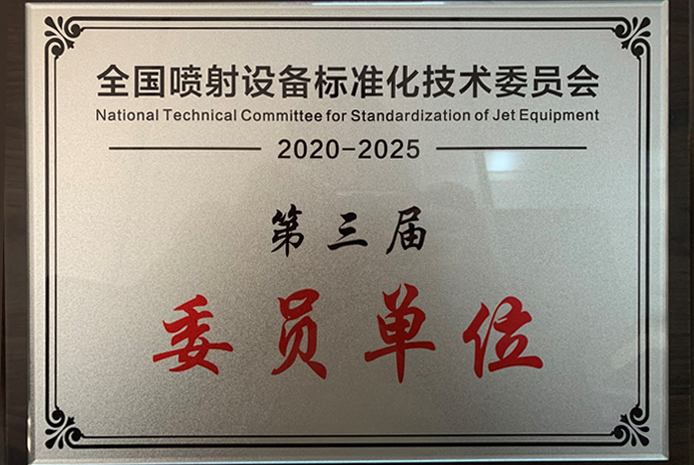 全国喷射设备标准化技术委员会
National Technical Committee for Standardization of Jet Equipment
2020-2025
第三届
委员单位